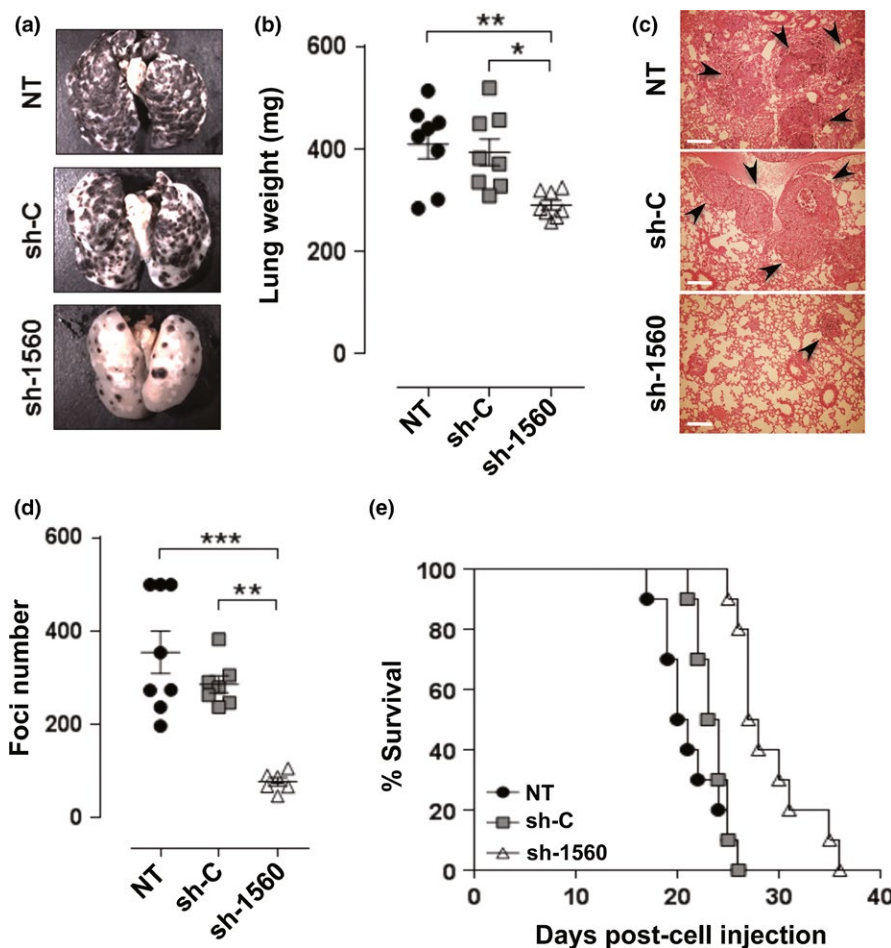 (a)
NT
sh-C
sh-1560
(b)
Lung weight (mg)
600
400
200
0
**
*
NT
sh-C
sh-1560
(c)
NT
sh-C
sh-1560
(d)
Foci number
600
400
200
0
***
**
NT
sh-C
sh-1560
(e)
% Survival
100
80
60
40
20
0
NT
sh-C
sh-1560
0
10
20
30
40
Days post-cell injection